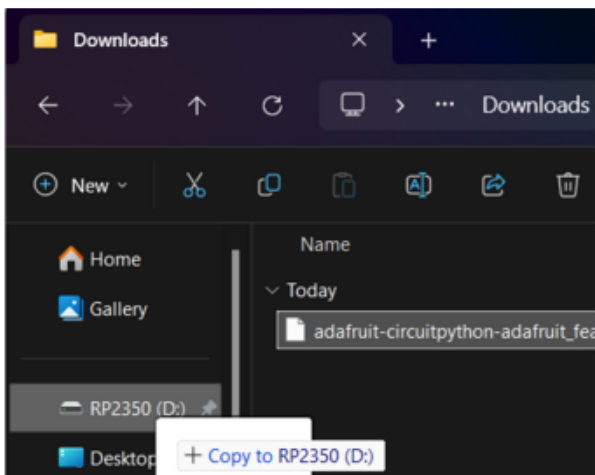 Downloads
Downloads
New
Name
Home
Today
Gallery
adafruit-circuitpython-adafruit_fea
RP2350 (D:)
Desktop
Copy to RP2350 (D:)